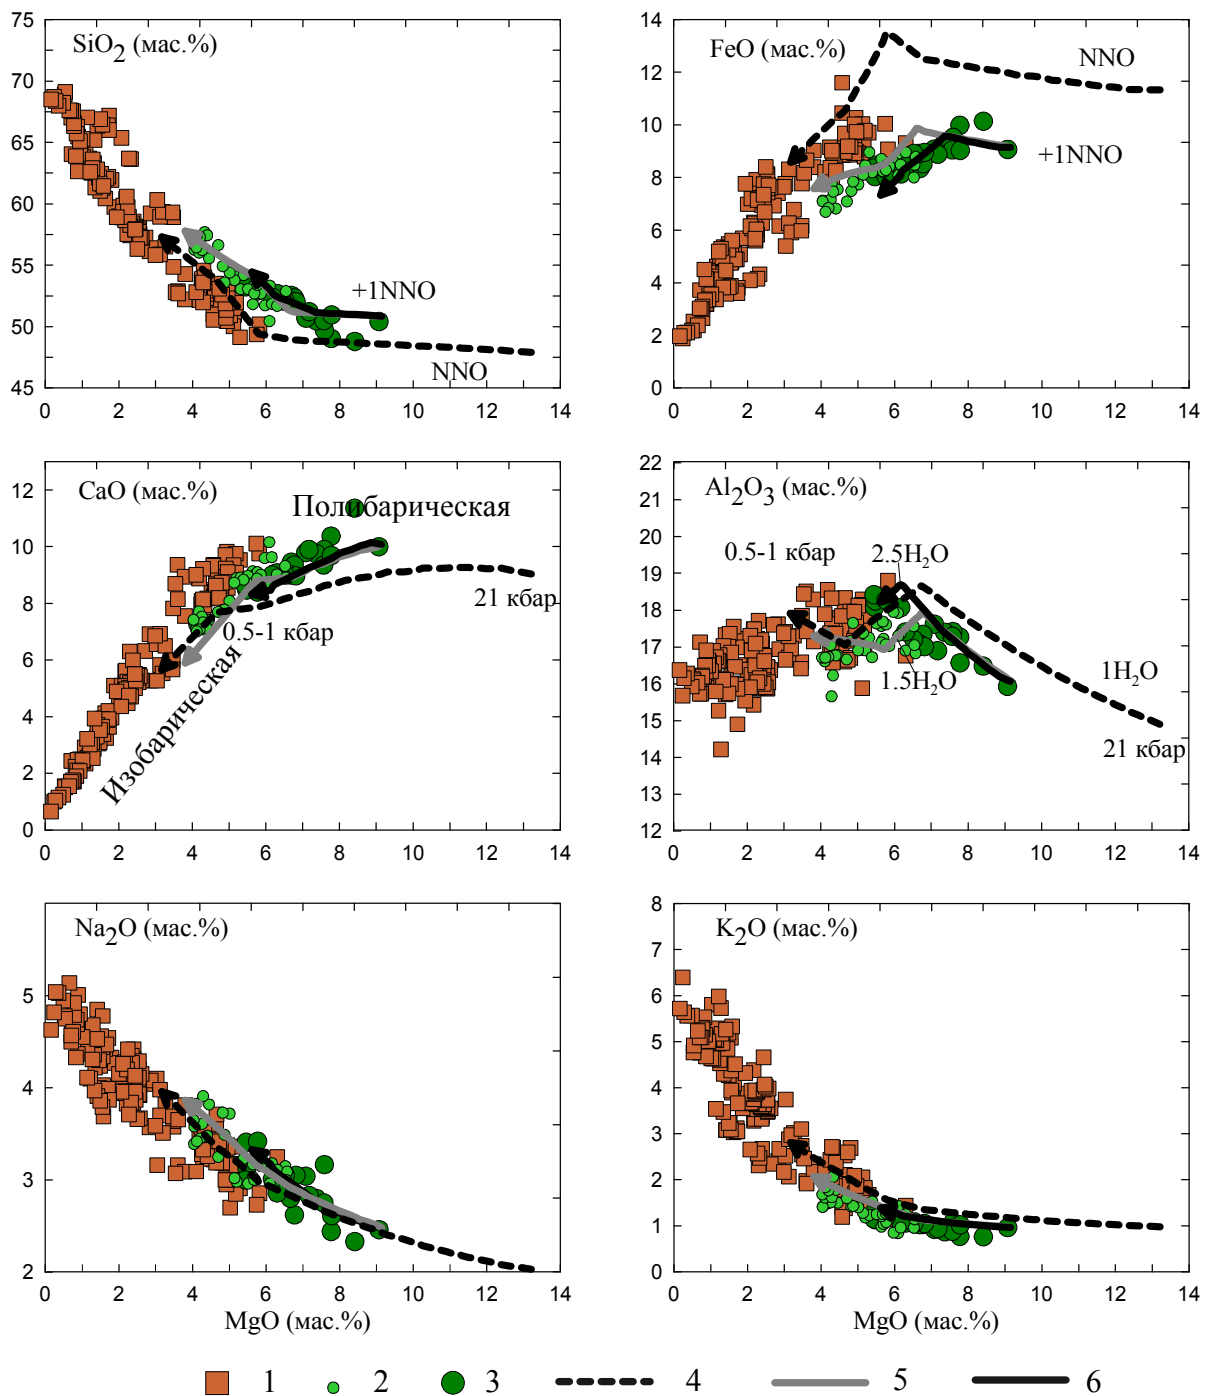 SiO2 (мас.%)
75
70
65
60
55
50
45
+1NNO
NNO
0 2 4 6 8 10 12 14
FeO (мас.%)
14
12
10
8
6
4
2
0
NNO
+1NNO
0 2 4 6 8 10 12 14
CaO (мас.%)
12
10
8
6
4
2
0
Полибарическая
21 кбар
0.5-1 кбар
Изобарическая
0 2 4 6 8 10 12 14
Al2O3 (мас.%)
22
21
20
19
18
17
16
15
14
13
12
0.5-1 кбар
2.5H2O
1.5H2O
1H2O
21 кбар
0 2 4 6 8 10 12 14
Na2O (мас.%)
5
4
3
2
0 2 4 6 8 10 12 14
MgO (мас.%)
K2O (мас.%)
8
7
6
5
4
3
2
1
0
0 2 4 6 8 10 12 14
MgO (мас.%)
1 2 3 4 5 6